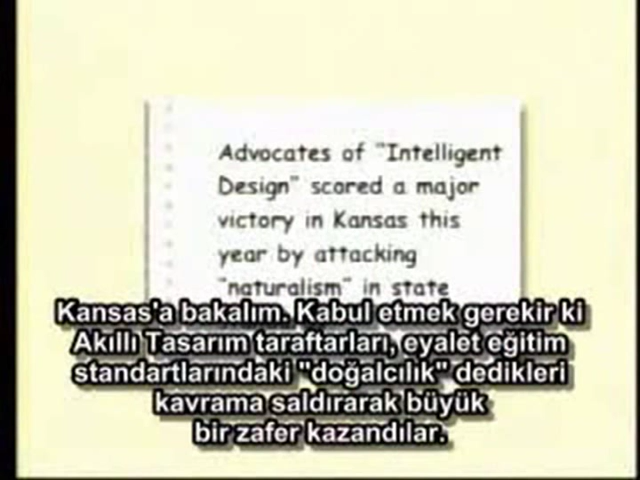 Advocates of "Intelligent
Design" scored a major
victory in Kansas this
year by attacking
"naturalism" in state
Kansas'a bakalım. Kabul etmek gerekir ki
Akıllı Tasarım taraftarları, eyalet eğitim
standartlarındaki "doğalcılık" dedikleri
kavrama saldırarak büyük
bir zafer kazandılar.